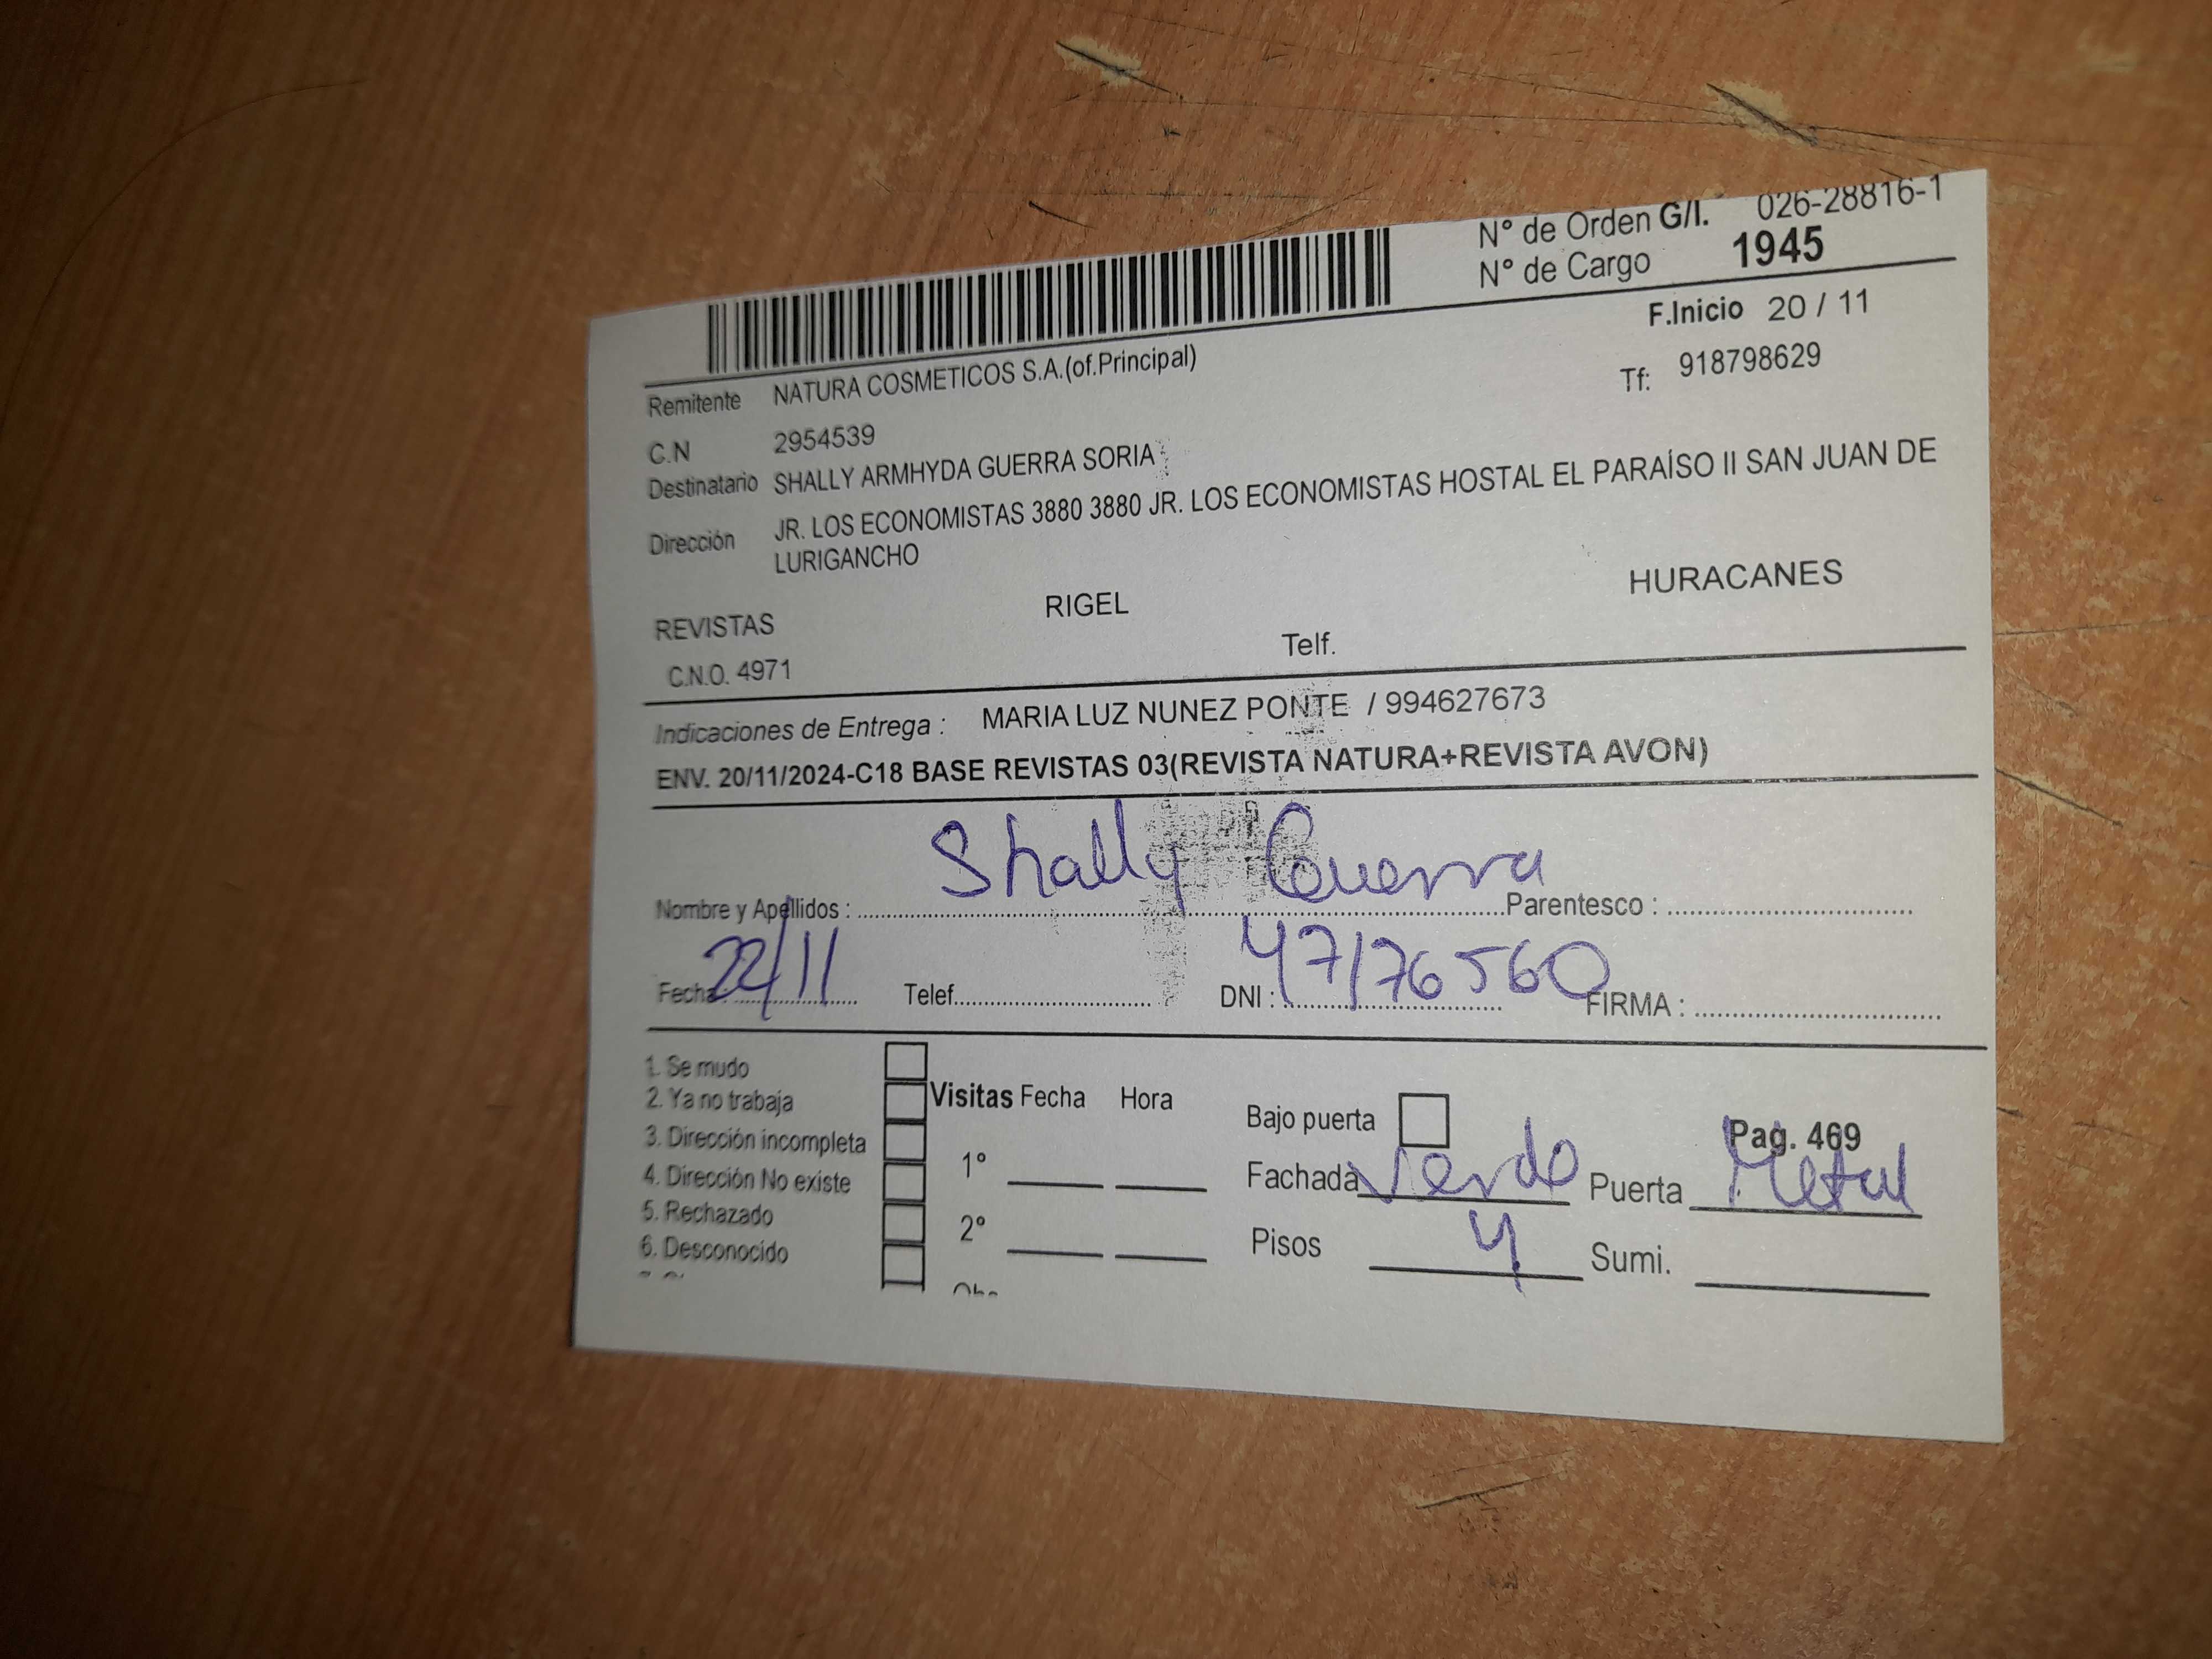 N° de Orden G/I. 026-28816-1
N° de Cargo 1945
F.Inicio 20 / 11
Remitente NATURA COSMETICOS S.A.(of.Principal)
Tf: 918798629
C.N 2954539
Destinatario SHALLY ARMHYDA GUERRA SORIA
Dirección JR. LOS ECONOMISTAS 3880 3880 JR. LOS ECONOMISTAS HOSTAL EL PARAÍSO II SAN JUAN DE
LURIGANCHO
REVISTAS RIGEL HURACANES
C.N.O. 4971 Telf.
Indicaciones de Entrega : MARIA LUZ NUNEZ PONTE / 994627673
ENV. 20/11/2024-C18 BASE REVISTAS 03(REVISTA NATURA+REVISTA AVON)
Nombre y Apellidos : Shally Guerra Parentesco :
Fecha : 22/11 Telef. DNI : 47176560 FIRMA :
1. Se mudo
2. Ya no trabaja
3. Dirección incompleta
4. Dirección No existe
5. Rechazado
6. Desconocido
Visitas Fecha Hora
1°
2°
Bajo puerta Pag. 469
Fachada Verde Puerta Metal
Pisos 4 Sumi.